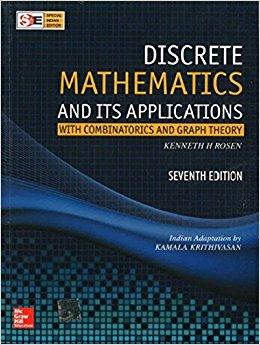 SIE
SPECIAL
INDIAN
EDITION
DISCRETE
MATHEMATICS
AND ITS APPLICATIONS
WITH COMBINATORICS AND GRAPH THEORY
KENNETH H ROSEN
SEVENTH EDITION
Indian Adaptation by
KAMALA KRITHIVASAN
Mc
Graw
Hill
Education